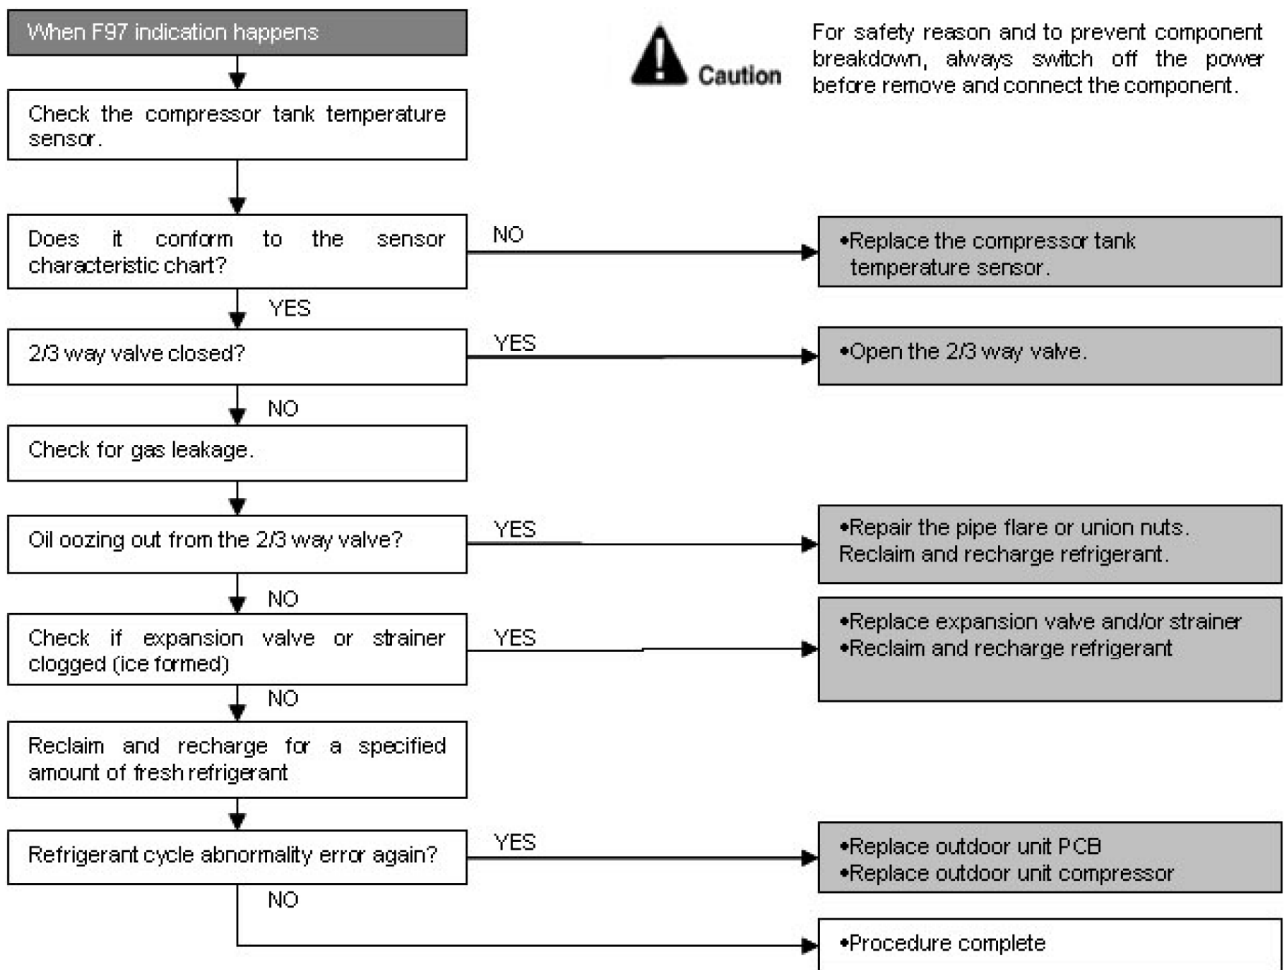 When F97 indication happens
Caution
For safety reason and to prevent component
breakdown, always switch off the power
before remove and connect the component.
Check the compressor tank temperature
sensor.
Does it conform to the sensor
characteristic chart?
NO
•Replace the compressor tank
temperature sensor.
YES
2/3 way valve closed?
YES
•Open the 2/3 way valve.
NO
Check for gas leakage.
Oil oozing out from the 2/3 way valve?
YES
•Repair the pipe flare or union nuts.
Reclaim and recharge refrigerant.
NO
Check if expansion valve or strainer
clogged (ice formed)
YES
•Replace expansion valve and/or strainer
•Reclaim and recharge refrigerant
NO
Reclaim and recharge for a specified
amount of fresh refrigerant
Refrigerant cycle abnormality error again?
YES
•Replace outdoor unit PCB
•Replace outdoor unit compressor
NO
•Procedure complete